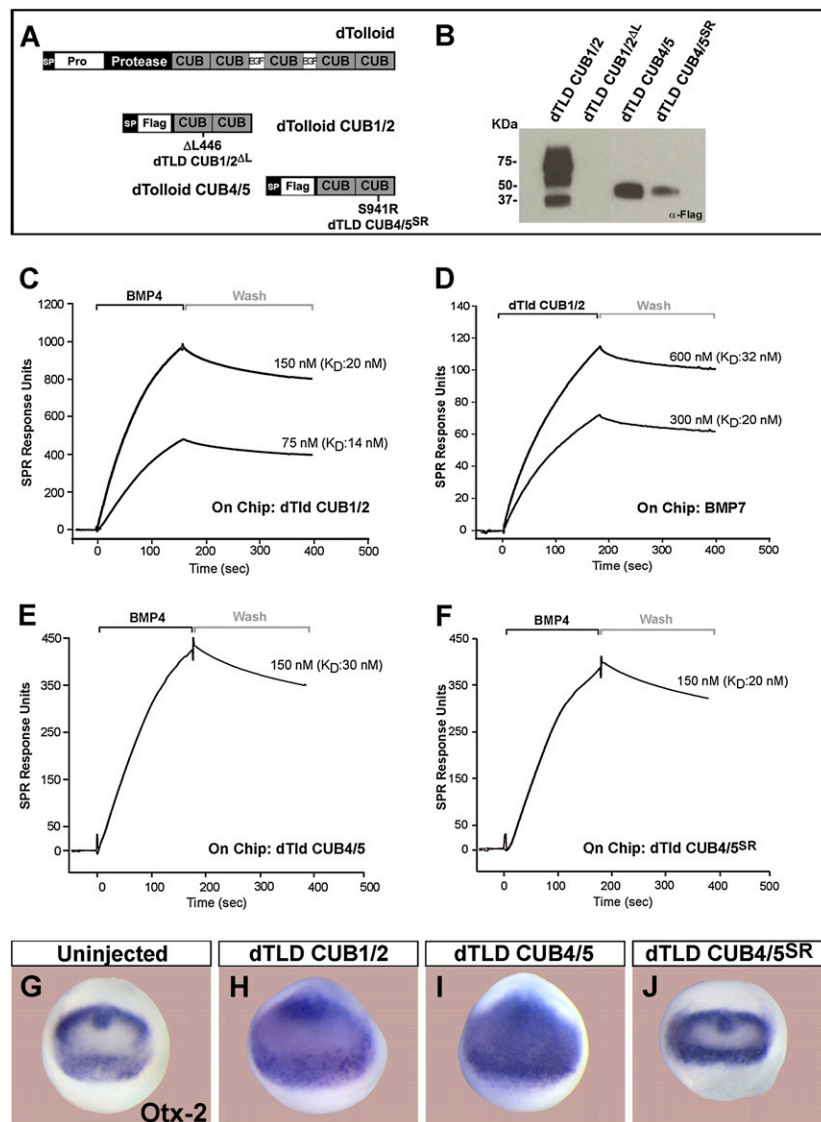 A
dTolloid
SP Pro Protease CUB CUB EGF CUB EGF CUB CUB
SP Flag CUB CUB dTolloid CUB1/2
ΔL446
dTLD CUB1/2ΔL
dTolloid CUB4/5 SP Flag CUB CUB
S941R
dTLD CUB4/5SR
B
dTLD CUB1/2
dTLD CUB1/2ΔL
dTLD CUB4/5
dTLD CUB4/5SR
KDa
75-
50-
37-
α-Flag
C
BMP4 Wash
1200
1000
800
600
400
200
0
SPR Response Units
150 nM (KD:20 nM)
75 nM (KD:14 nM)
On Chip: dTld CUB1/2
0 100 200 300 400 500
Time (sec)
D
dTld CUB1/2 Wash
140
120
100
80
60
40
20
0
SPR Response Units
600 nM (KD:32 nM)
300 nM (KD:20 nM)
On Chip: BMP7
0 100 200 300 400 500
Time (sec)
E
BMP4 Wash
450
350
250
150
50
0
SPR Response Units
150 nM (KD:30 nM)
On Chip: dTld CUB4/5
0 100 200 300 400 500
Time (sec)
F
BMP4 Wash
450
350
250
150
50
0
SPR Response Units
150 nM (KD:20 nM)
On Chip: dTld CUB4/5SR
0 100 200 300 400 500
Time (sec)
Uninjected dTLD CUB1/2 dTLD CUB4/5 dTLD CUB4/5SR
G H I J
Otx-2